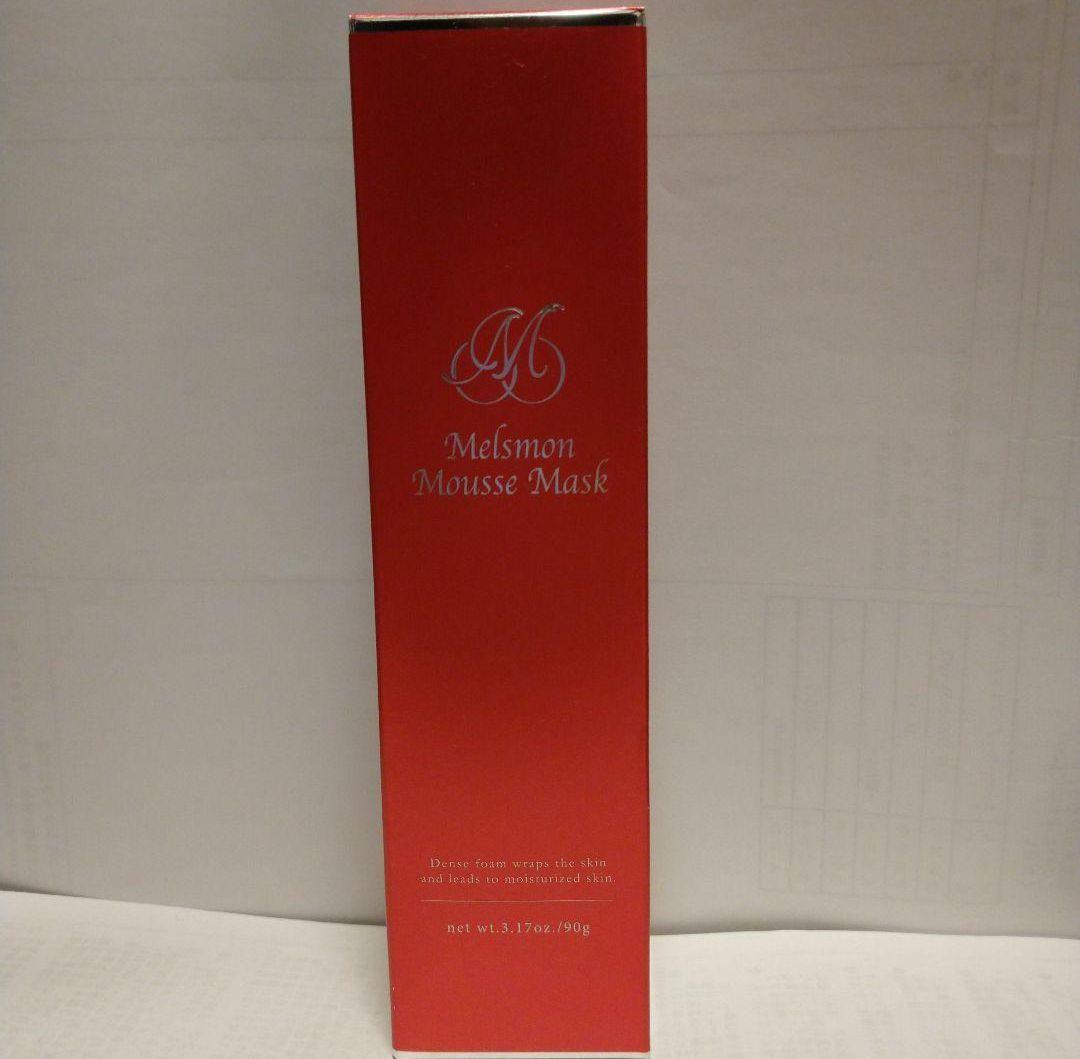 M
Melsmon
Mousse Mask
Dense foam wraps the skin
and leads to moisturized skin.
net wt.3.17oz./90g